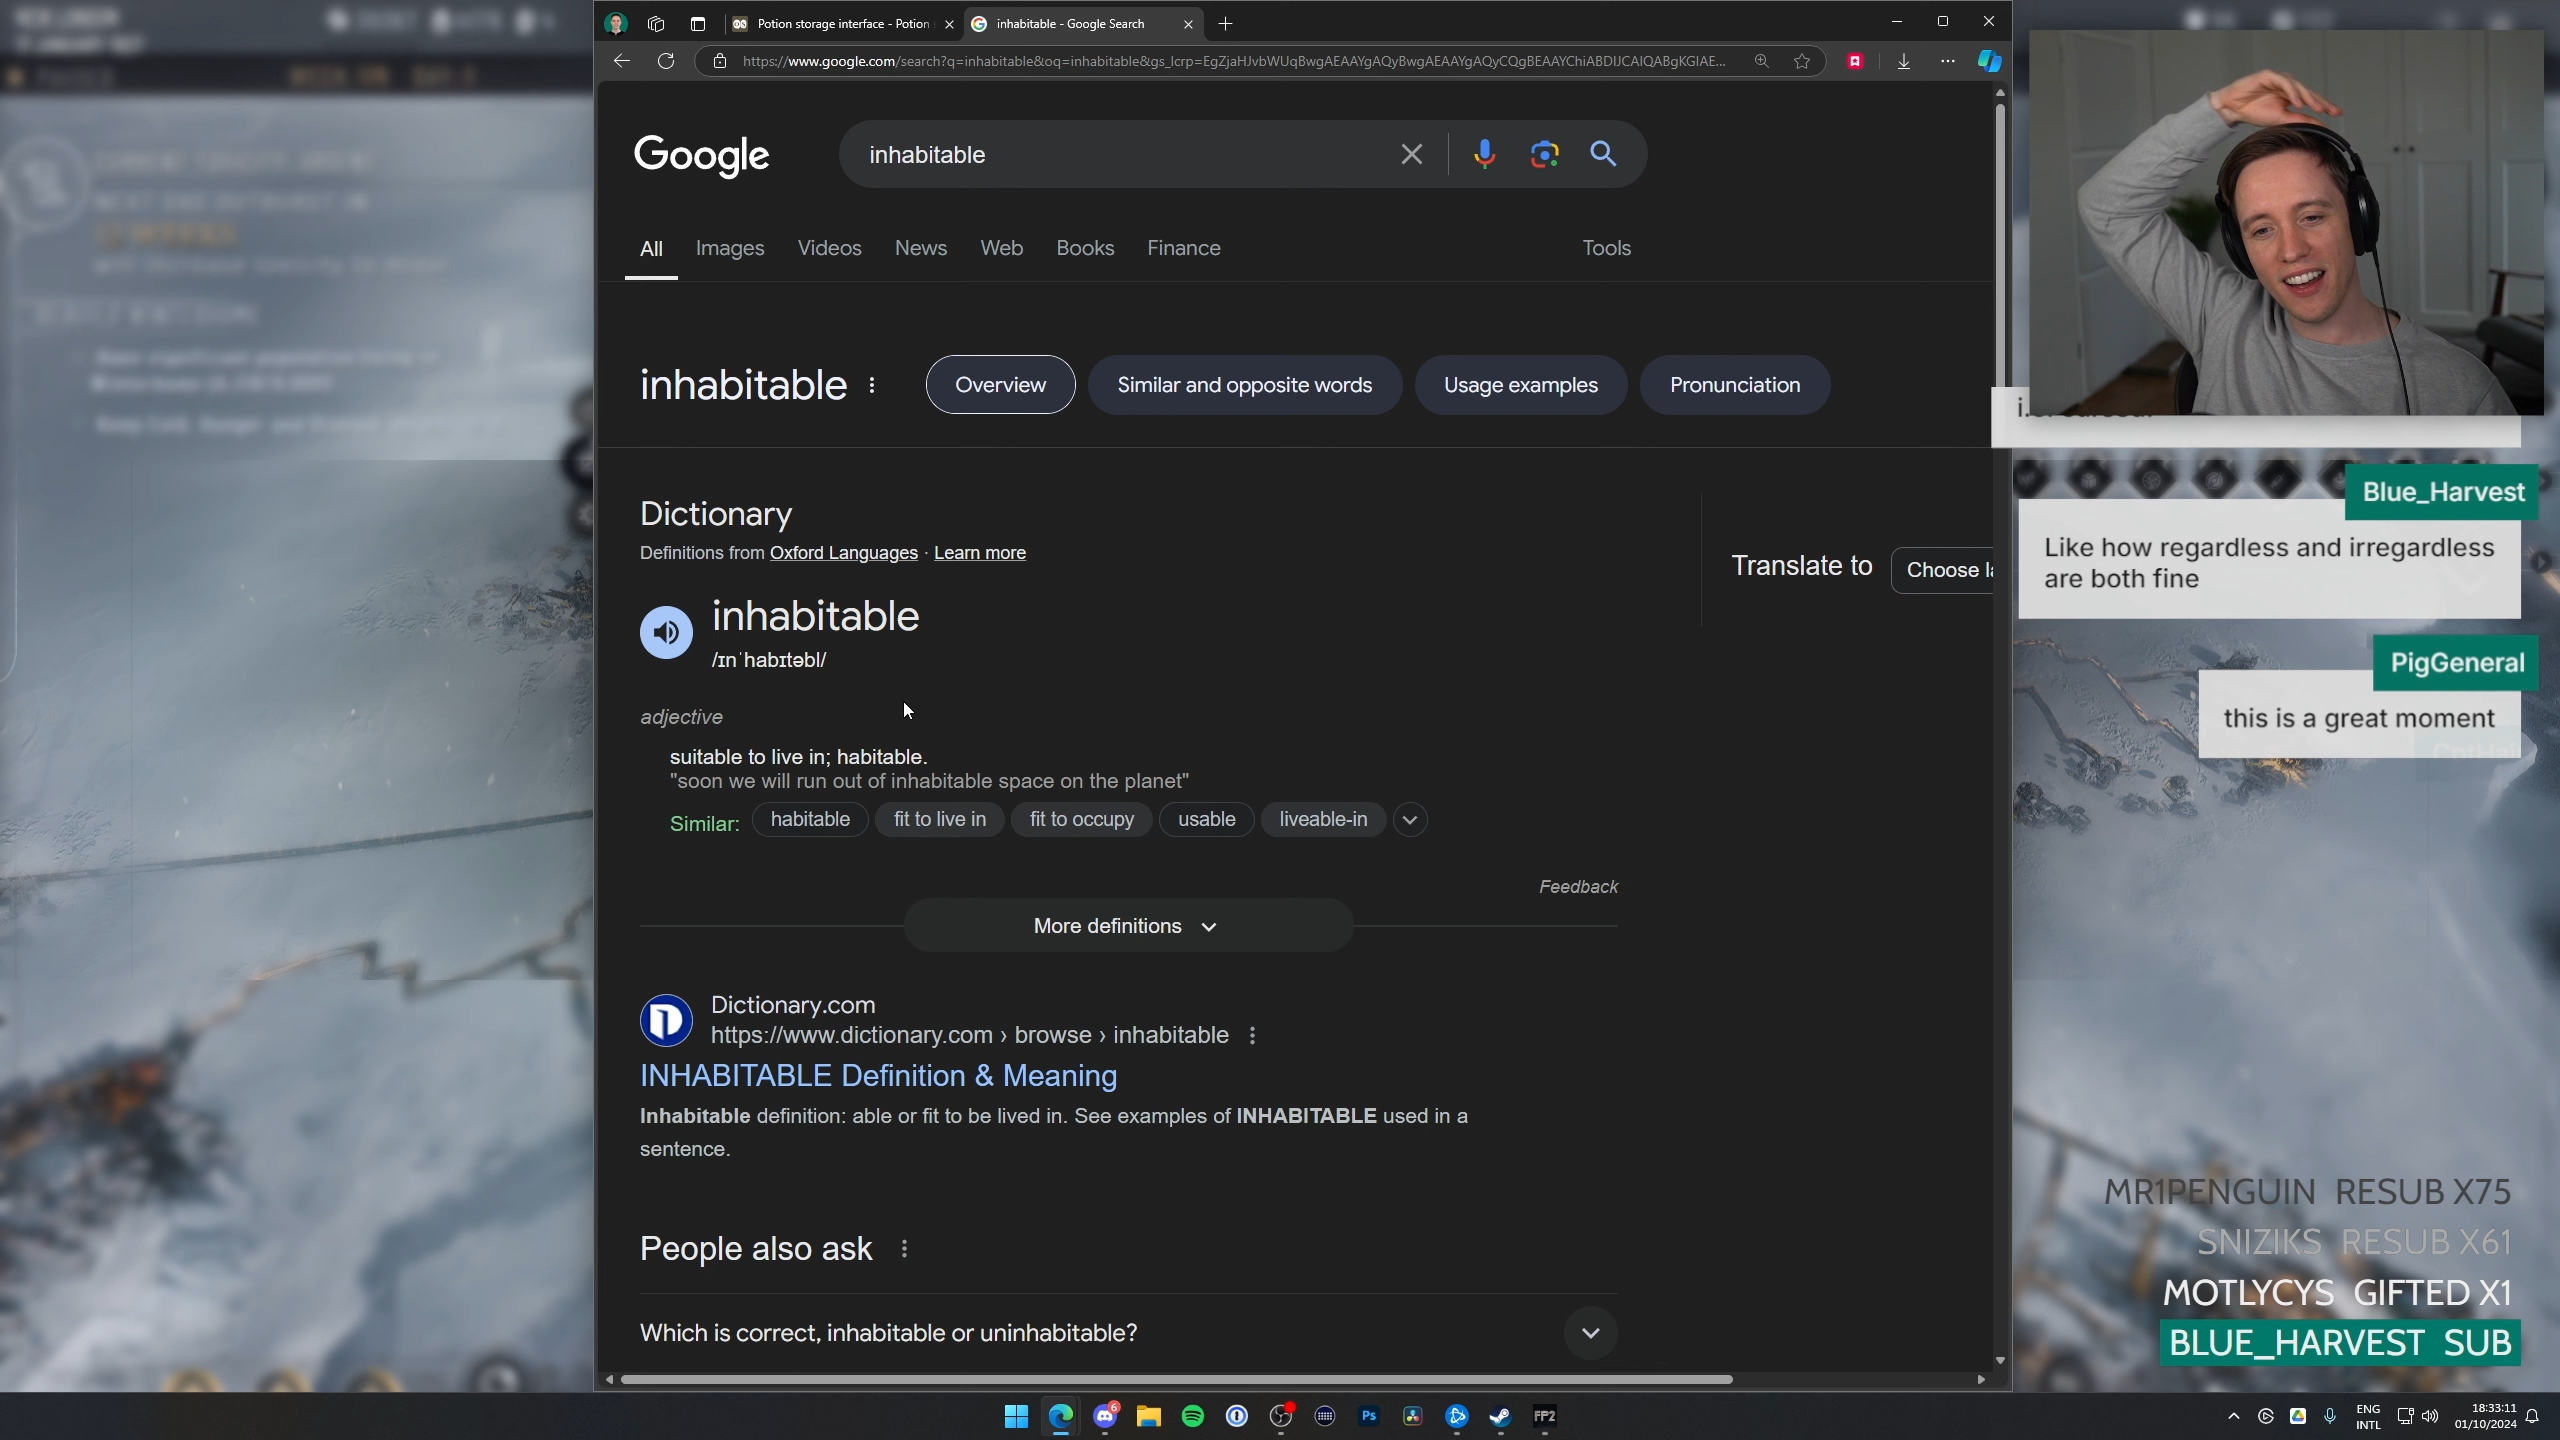 Potion storage interface - Potion
inhabitable - Google Search
https://www.google.com/search?q=inhabitable&oq=inhabitable&gs_lcrp=EgZjaHJvbWUqBwgAEAAYgAQyBwgAEAAYgAQyCQgBEAAYChiABDIJCAIQABgKGIAE...
Google
inhabitable
All Images Videos News Web Books Finance Tools
inhabitable
Overview
Similar and opposite words
Usage examples
Pronunciation
Dictionary
Definitions from Oxford Languages · Learn more
Translate to
inhabitable
/ɪnˈhabɪtəbl/
adjective
suitable to live in; habitable.
"soon we will run out of inhabitable space on the planet"
Similar: habitable fit to live in fit to occupy usable liveable-in
Feedback
More definitions
Dictionary.com
https://www.dictionary.com › browse › inhabitable
INHABITABLE Definition & Meaning
Inhabitable definition: able or fit to be lived in. See examples of INHABITABLE used in a
sentence.
People also ask
Which is correct, inhabitable or uninhabitable?
Blue_Harvest
Like how regardless and irregardless
are both fine
PigGeneral
this is a great moment
MR1PENGUIN RESUB X75
SNIZIKS RESUB X61
MOTLYCYS GIFTED X1
BLUE_HARVEST SUB
6
Ps
FP2
ENG
INTL
18:33:11
01/10/2024